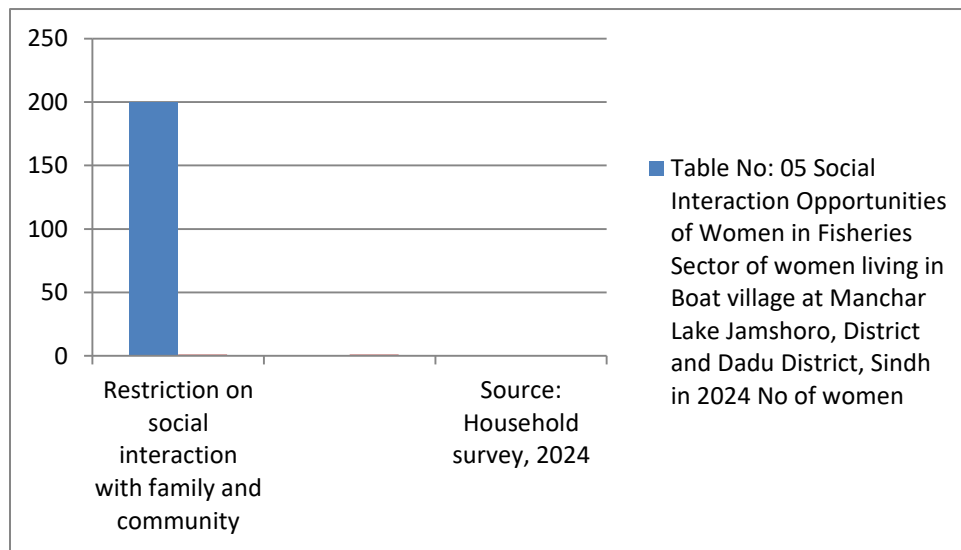 250
200
150
100
50
0
Restriction on
social
interaction
with family and
community
Source:
Household
survey, 2024
Table No: 05 Social
Interaction Opportunities
of Women in Fisheries
Sector of women living in
Boat village at Manchar
Lake Jamshoro, District
and Dadu District, Sindh
in 2024 No of women